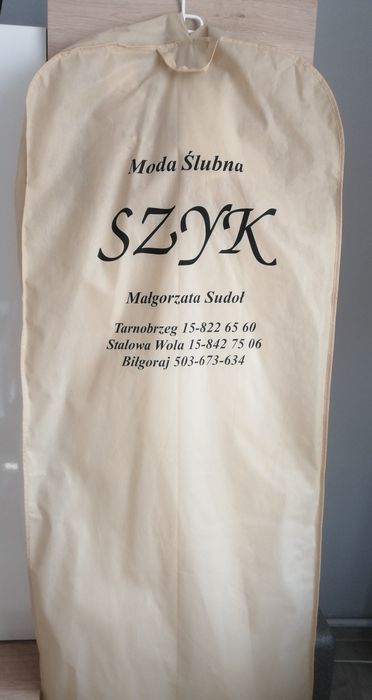 Moda Ślubna
SZYK
Małgorzata Sudoł
Tarnobrzeg 15-822 65 60
Stalowa Wola 15-842 75 06
Biłgoraj 503-673-634